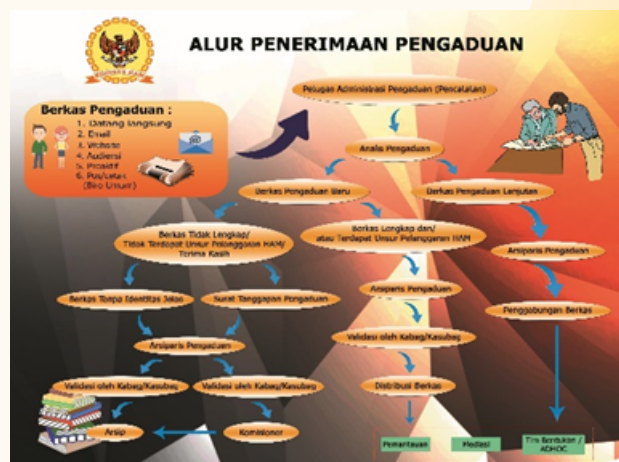 ALUR PENERIMAAN PENGADUAN
Berkas Pengaduan :
1. Datang langsung
2. Email
3. Website
4. Audiensi
5. Proaktif
6. Pos/cetak
(Biro Umum)
Petugas Administrasi Pengaduan (Pencatatan)
Analis Pengaduan
Berkas Pengaduan Baru
Berkas Pengaduan Lanjutan
Berkas Tidak Lengkap/
Tidak Terdapat Unsur Pelanggaran HAM/
Terima Kasih
Berkas Lengkap dan/
atau Terdapat Unsur Pelanggaran HAM
Arsiparis Pengaduan
Berkas Tanpa Identitas Jelas
Surat Tanggapan Pengaduan
Arsiparis Pengaduan
Penggabungan Berkas
Arsiparis Pengaduan
Validasi oleh Kabag/Kasubag
Validasi oleh Kabag/Kasubag
Validasi oleh Kabag/Kasubag
Distribusi Berkas
Arsip
Komisioner
Pemantauan
Mediasi
Tim Bentukan /
ADHOC